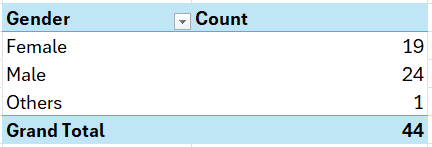 Gender Count
Female 19
Male 24
Others 1
Grand Total 44